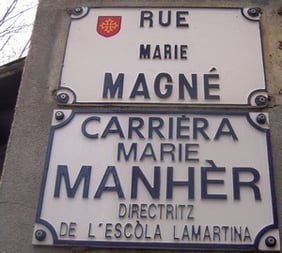 RUE
MARIE
MAGNÉ
CARRIÈRA
MARIE
MANHÈR
DIRECTRITZ
DE L'ESCÒLA LAMARTINA